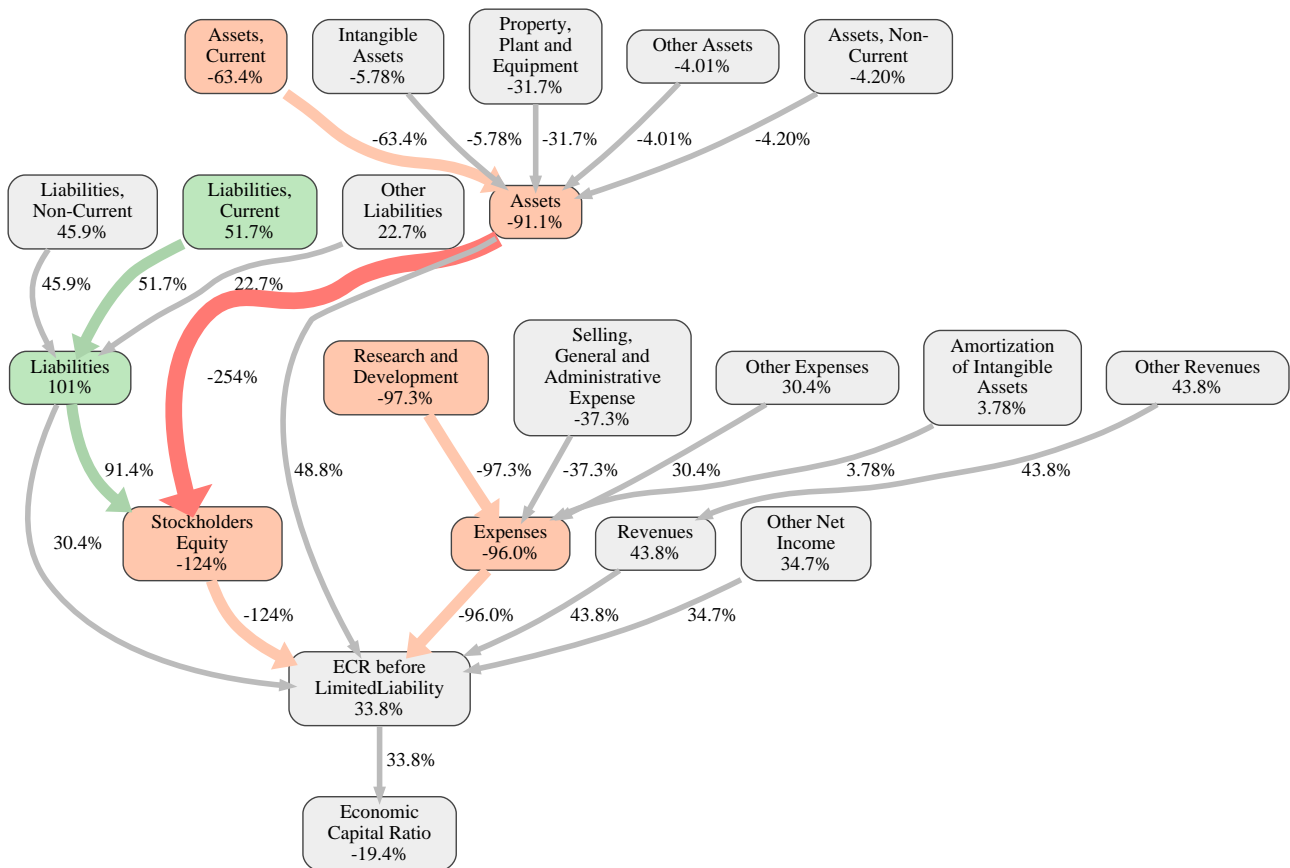 Assets,
Current
-63.4%
Intangible
Assets
-5.78%
Property,
Plant and
Equipment
-31.7%
Other Assets
-4.01%
Assets, Non-
Current
-4.20%
-63.4%
-5.78%
-31.7%
-4.01%
-4.20%
Liabilities,
Non-Current
45.9%
Liabilities,
Current
51.7%
Other
Liabilities
22.7%
Assets
-91.1%
45.9%
51.7%
22.7%
Liabilities
101%
-254%
Research and
Development
-97.3%
Selling,
General and
Administrative
Expense
-37.3%
Other Expenses
30.4%
Amortization
of Intangible
Assets
3.78%
Other Revenues
43.8%
91.4%
48.8%
-97.3%
-37.3%
30.4%
3.78%
43.8%
30.4%
Stockholders
Equity
-124%
Expenses
-96.0%
Revenues
43.8%
Other Net
Income
34.7%
-124%
-96.0%
43.8%
34.7%
ECR before
LimitedLiability
33.8%
33.8%
Economic
Capital Ratio
-19.4%